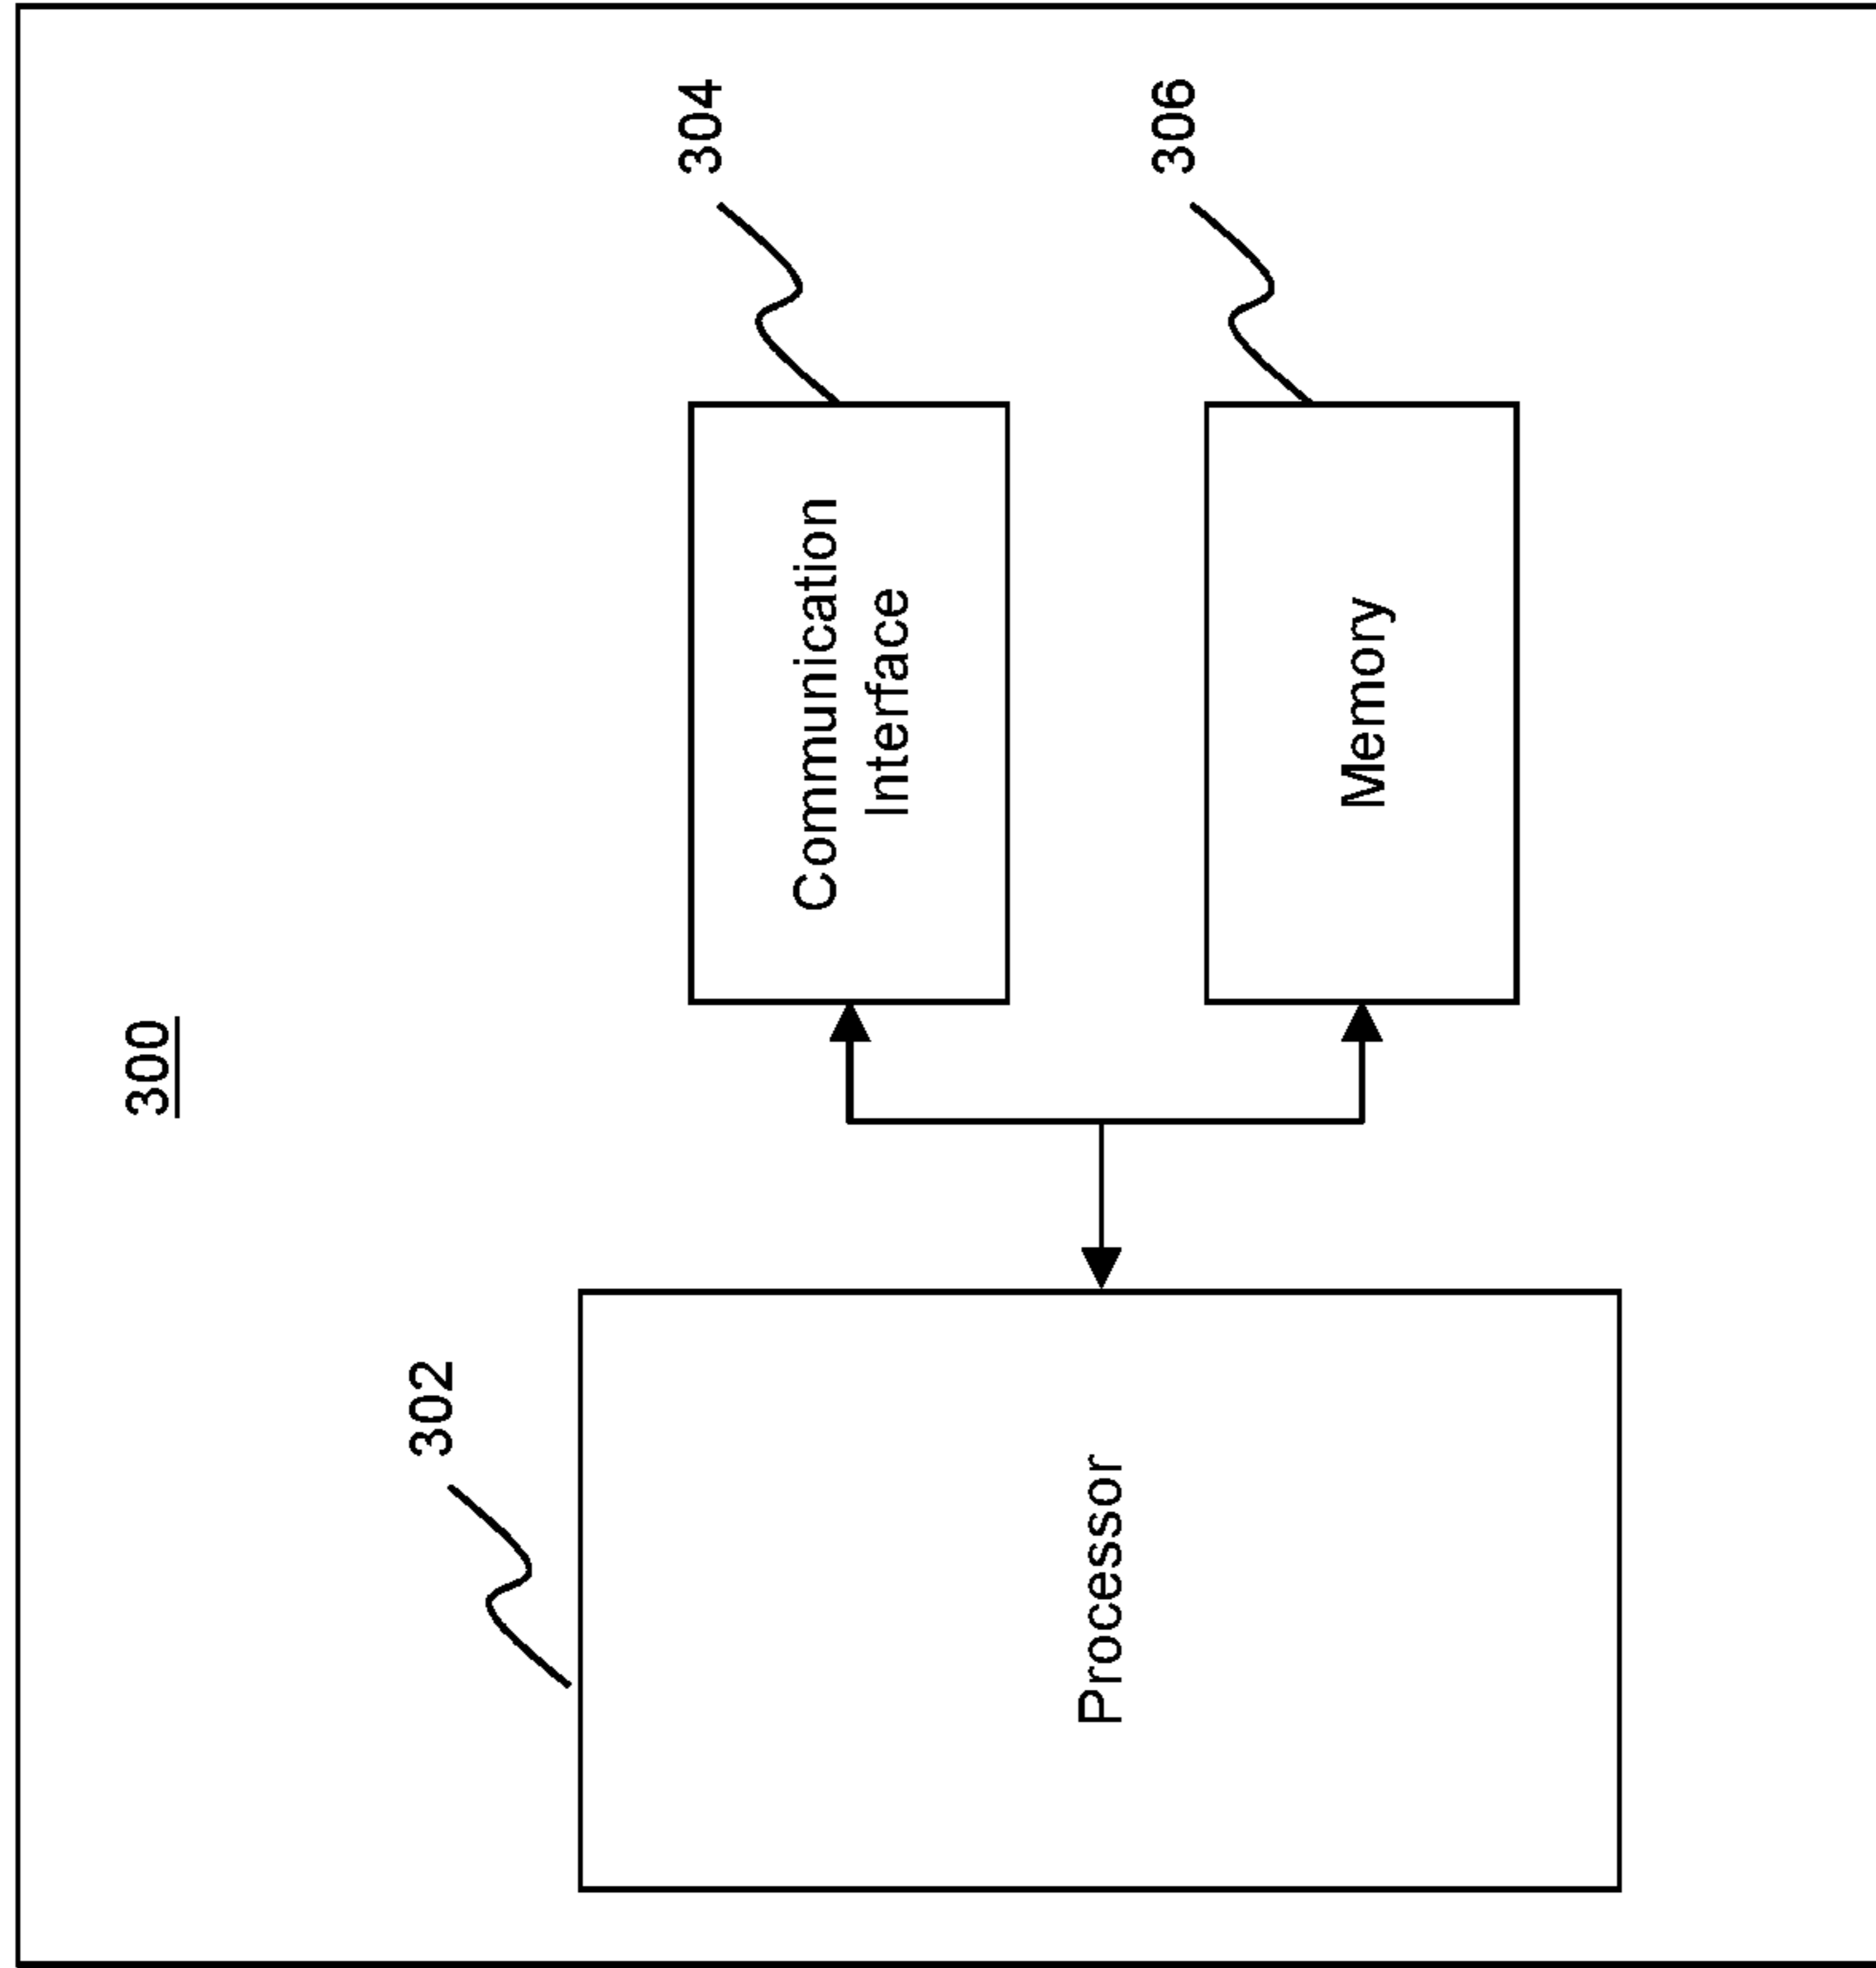 300
302
Processor
304
Communication
Interface
306
Memory